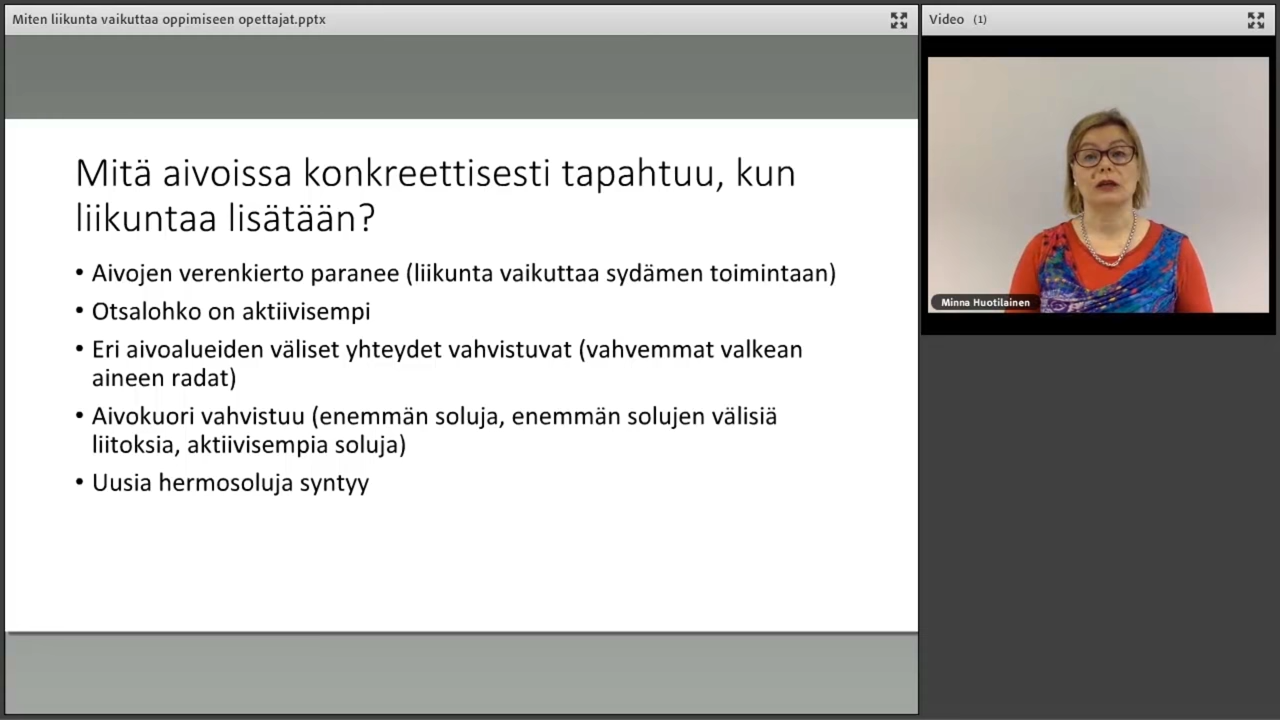 Miten liikunta vaikuttaa oppimiseen opettajat.pptx
Video (1)
Mitä aivoissa konkreettisesti tapahtuu, kun
liikuntaa lisätään?
• Aivojen verenkierto paranee (liikunta vaikuttaa sydämen toimintaan)
• Otsalohko on aktiivisempi
• Eri aivoalueiden väliset yhteydet vahvistuvat (vahvemmat valkean
aineen radat)
• Aivokuori vahvistuu (enemmän soluja, enemmän solujen välisiä
liitoksia, aktiivisempia soluja)
• Uusia hermosoluja syntyy
Minna Huotilainen